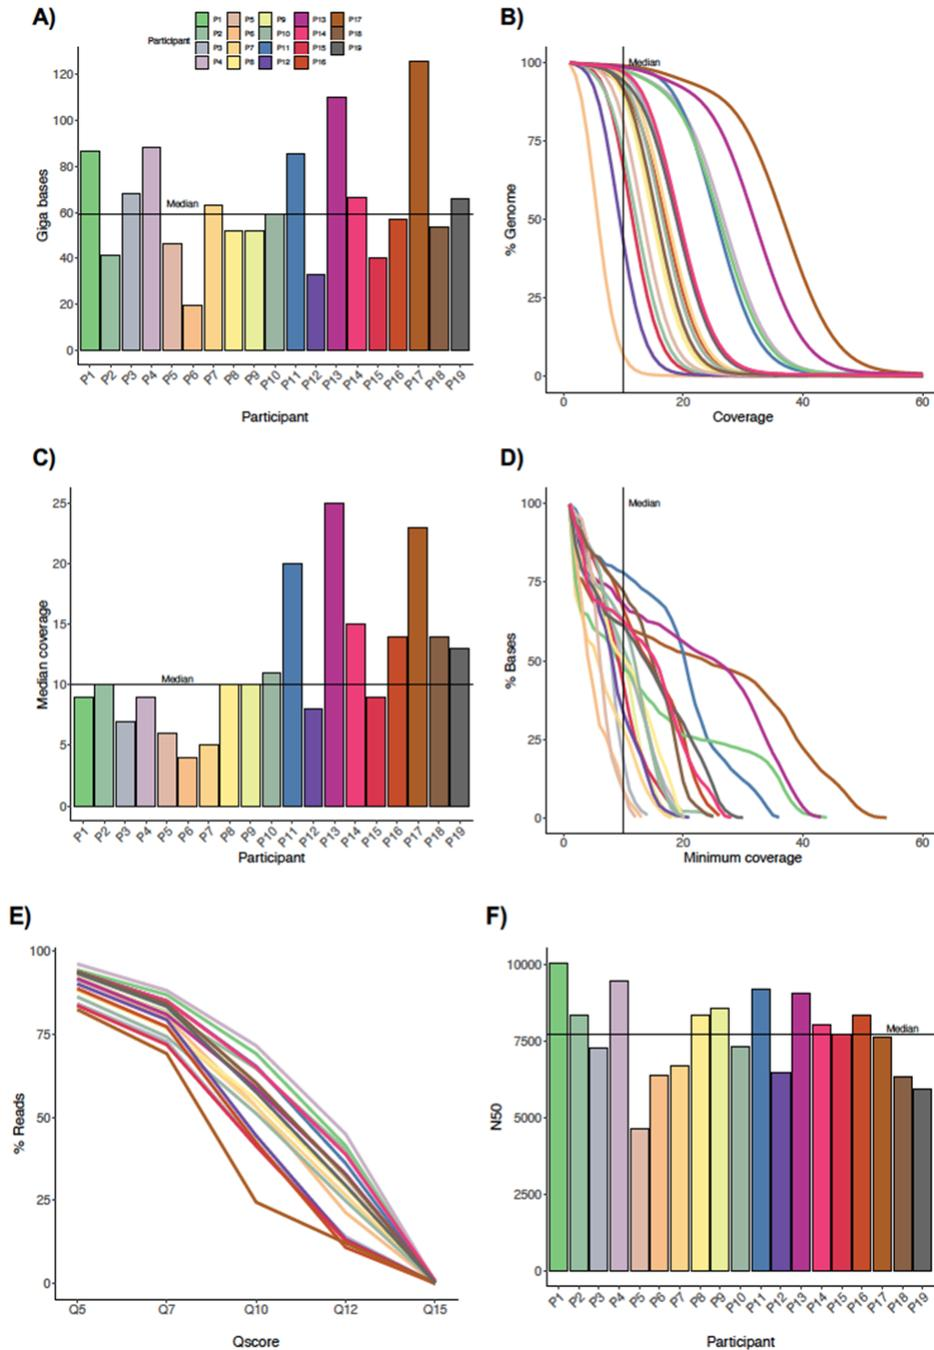 A)
Participant
P1 P5 P9 P13 P17
P2 P6 P10 P14 P18
P3 P7 P11 P15 P19
P4 P8 P12 P16
Giga bases
120
100
80
60
40
20
0
Median
P1 P2 P3 P4 P5 P6 P7 P8 P9 P10 P11 P12 P13 P14 P15 P16 P17 P18 P19
Participant
B)
% Genome
100
75
50
25
0
Median
0 20 40 60
Coverage
C)
Median coverage
25
20
15
10
5
0
Median
P1 P2 P3 P4 P5 P6 P7 P8 P9 P10 P11 P12 P13 P14 P15 P16 P17 P18 P19
Participant
D)
% Bases
100
75
50
25
0
Median
0 20 40 60
Minimum coverage
E)
% Reads
100
75
50
25
0
Q5 Q7 Q10 Q12 Q15
Qscore
F)
N50
10000
7500
5000
2500
0
Median
P1 P2 P3 P4 P5 P6 P7 P8 P9 P10 P11 P12 P13 P14 P15 P16 P17 P18 P19
Participant